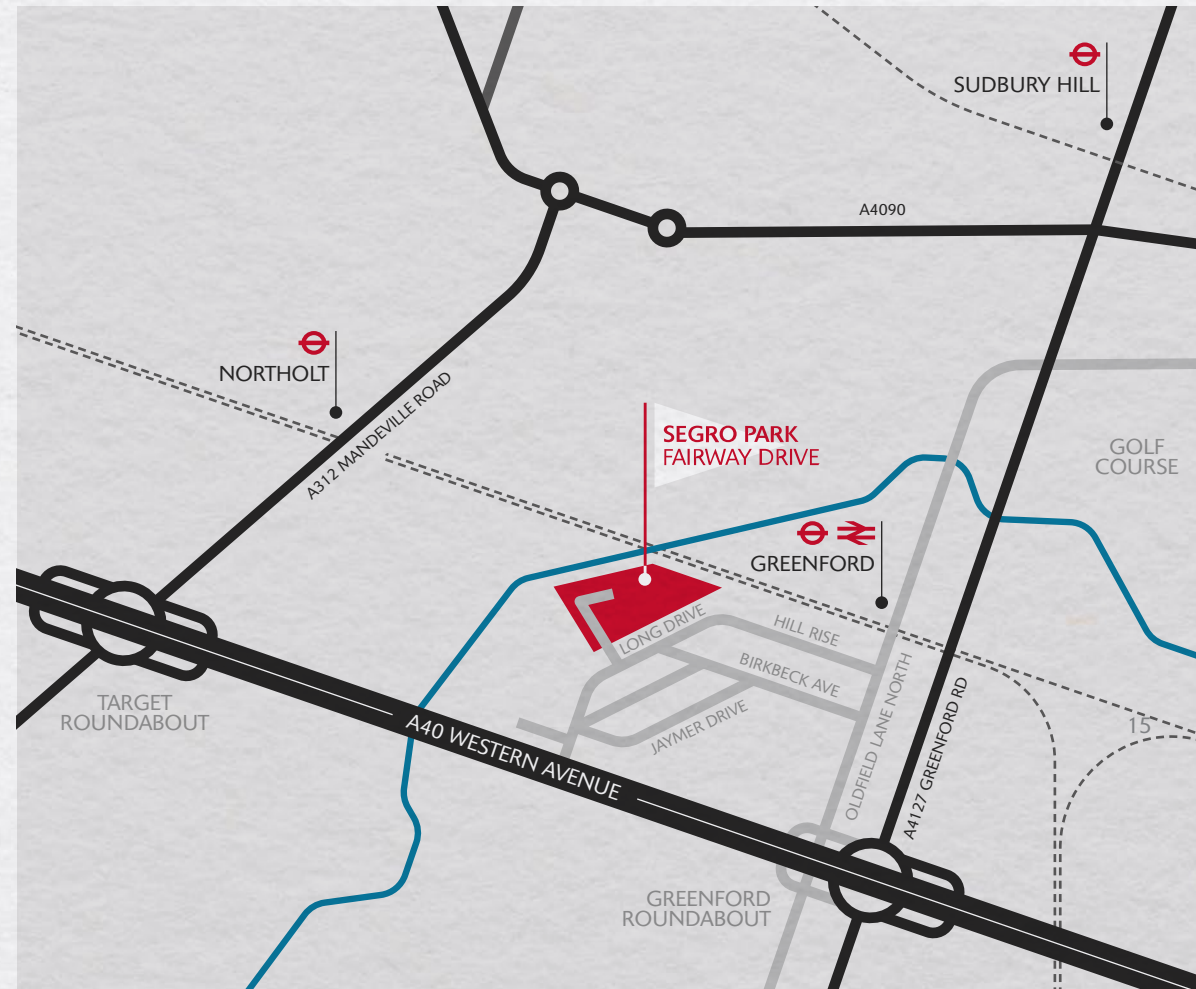 SUDBURY HILL
A4090
NORTHOLT
A312 MANDEVILLE ROAD
SEGRO PARK
FAIRWAY DRIVE
GOLF
COURSE
GREENFORD
LONG DRIVE
HILL RISE
BIRKBECK AVE
JAYMER DRIVE
OLDFIELD LANE NORTH
A4127 GREENFORD RD
15
TARGET
ROUNDABOUT
A40 WESTERN AVENUE
GREENFORD
ROUNDABOUT